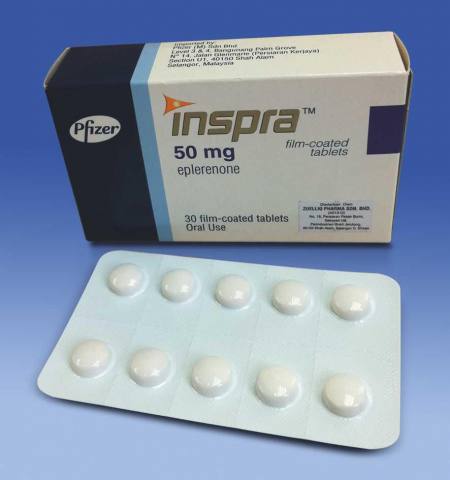 Imported by:
Pfizer (M) Sdn Bhd
Level 3 & 4, Bangunang Palm Grove
Nº 14, Jalan Glenmarie (Persiaran Kerjaya)
Section U1, 40150 Shah Alam
Selangor, Malaysia
Pfizer
inspra™
50 mg
eplerenone
film-coated
tablets
30 film-coated tablets
Oral Use
ZUELLIG PHARMA SDN. BHD.